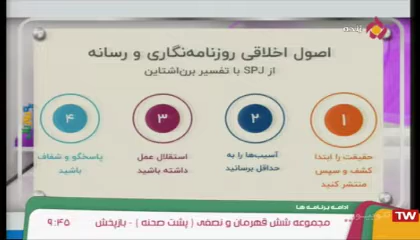 زنده
اصول اخلاقی روزنامه‌نگاری و رسانه
از SPJ با تفسیر برن‌اشتاین
۱
۲
۳
۴
حقیقت را ابتدا
کشف و سپس
منتشر کنید
آسیب‌ها را به
حداقل برسانید
استقلال عمل
داشته باشید
پاسخگو و شفاف
باشید
ادامه برنامه ها
مجموعه شش قهرمان و نصفی ( پشت صحنه ) - بازپخش
۹:۴۵
TW